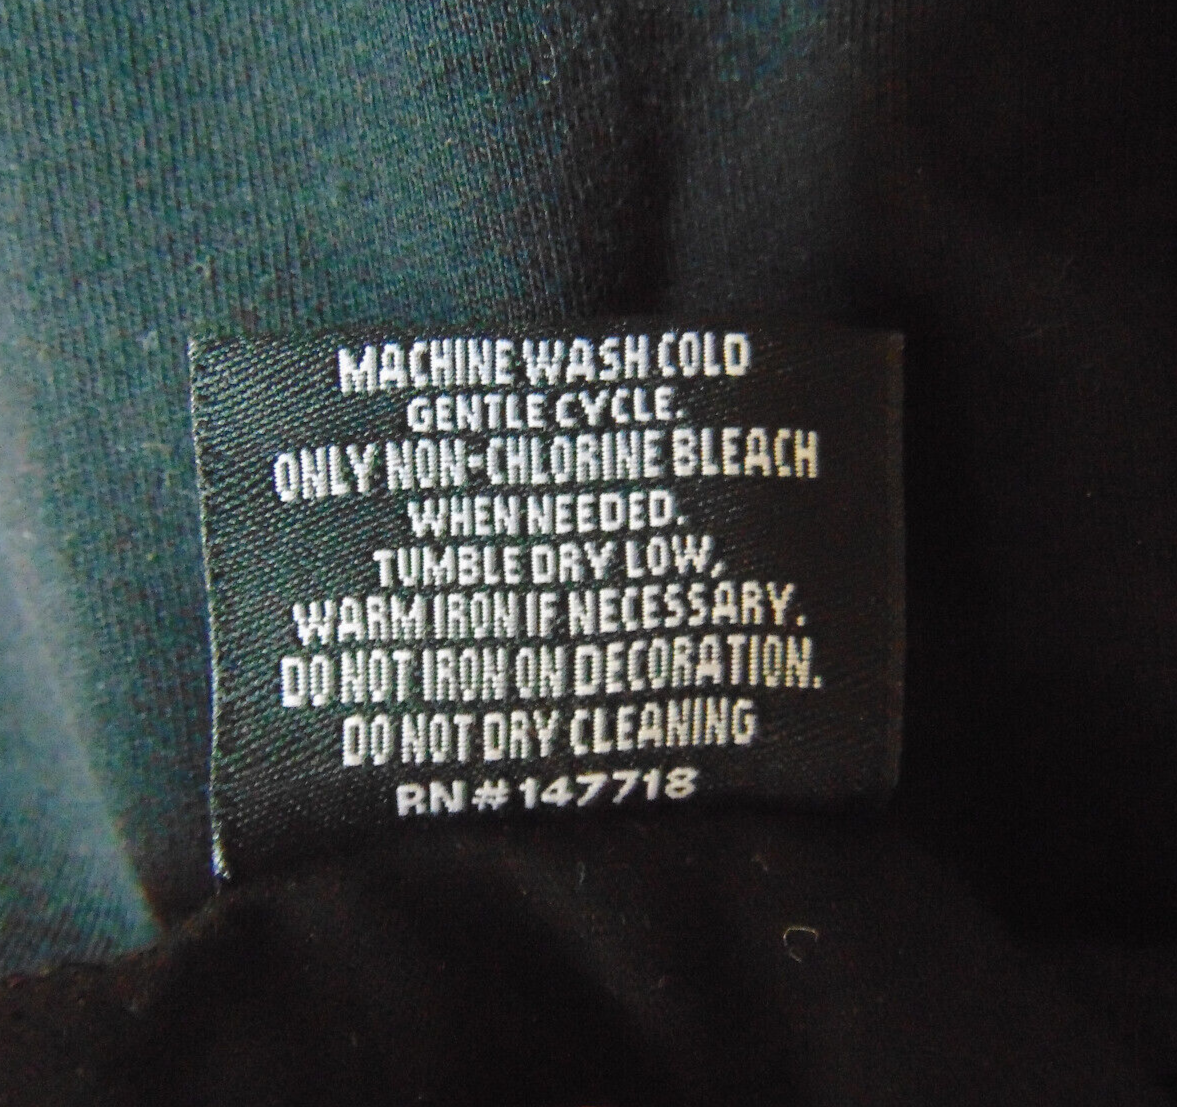 MACHINE WASH COLD
GENTLE CYCLE.
ONLY NON-CHLORINE BLEACH
WHEN NEEDED.
TUMBLE DRY LOW,
WARM IRON IF NECESSARY.
DO NOT IRON ON DECORATION.
DO NOT DRY CLEANING
RN # 147718